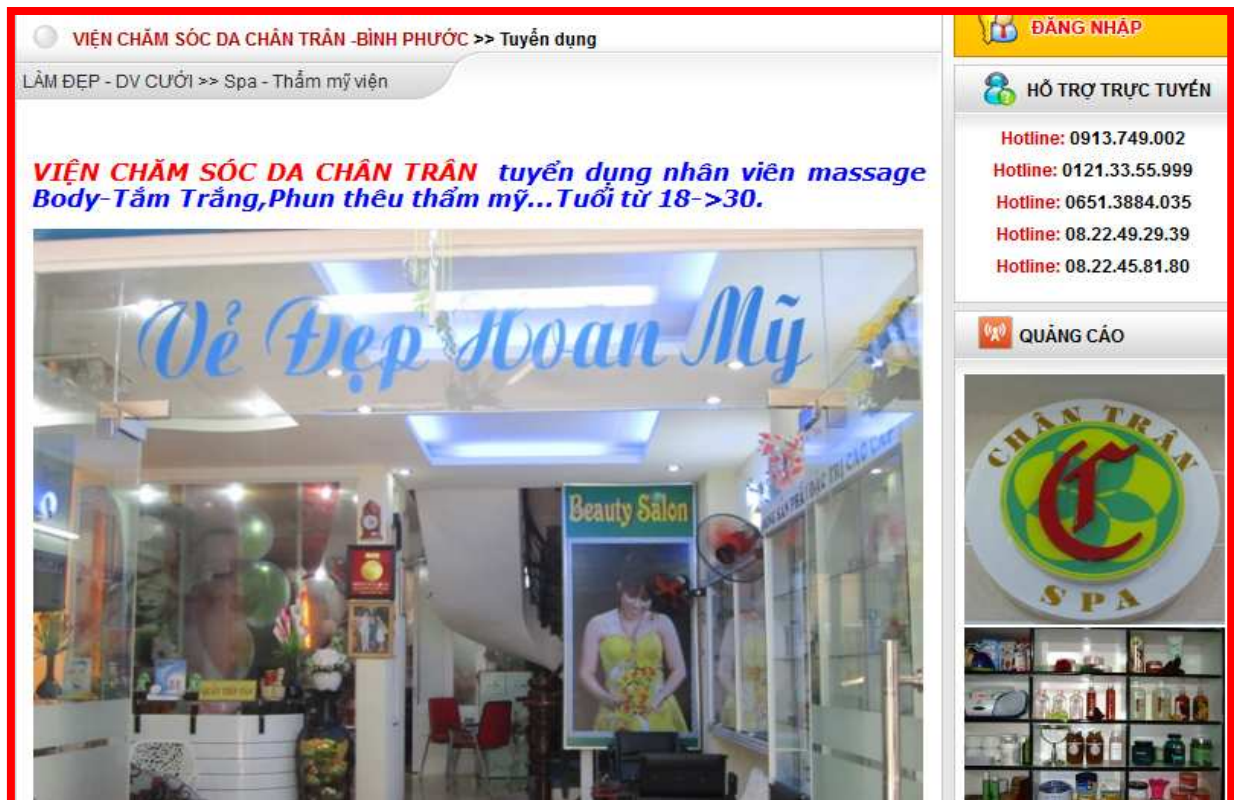 VIỆN CHĂM SÓC DA CHÂN TRÂN -BÌNH PHƯỚC >> Tuyển dụng
LÀM ĐẸP - DV CƯỚI >> Spa - Thẩm mỹ viện
VIỆN CHĂM SÓC DA CHÂN TRÂN tuyển dụng nhân viên massage
Body-Tắm Trắng,Phun thêu thẩm mỹ...Tuổi từ 18->30.
Vẻ Đẹp Hoàn Mỹ
Beauty Salon
ĐĂNG NHẬP
HỖ TRỢ TRỰC TUYẾN
Hotline: 0913.749.002
Hotline: 0121.33.55.999
Hotline: 0651.3884.035
Hotline: 08.22.49.29.39
Hotline: 08.22.45.81.80
QUẢNG CÁO
CHÂN TRÂN
SPA